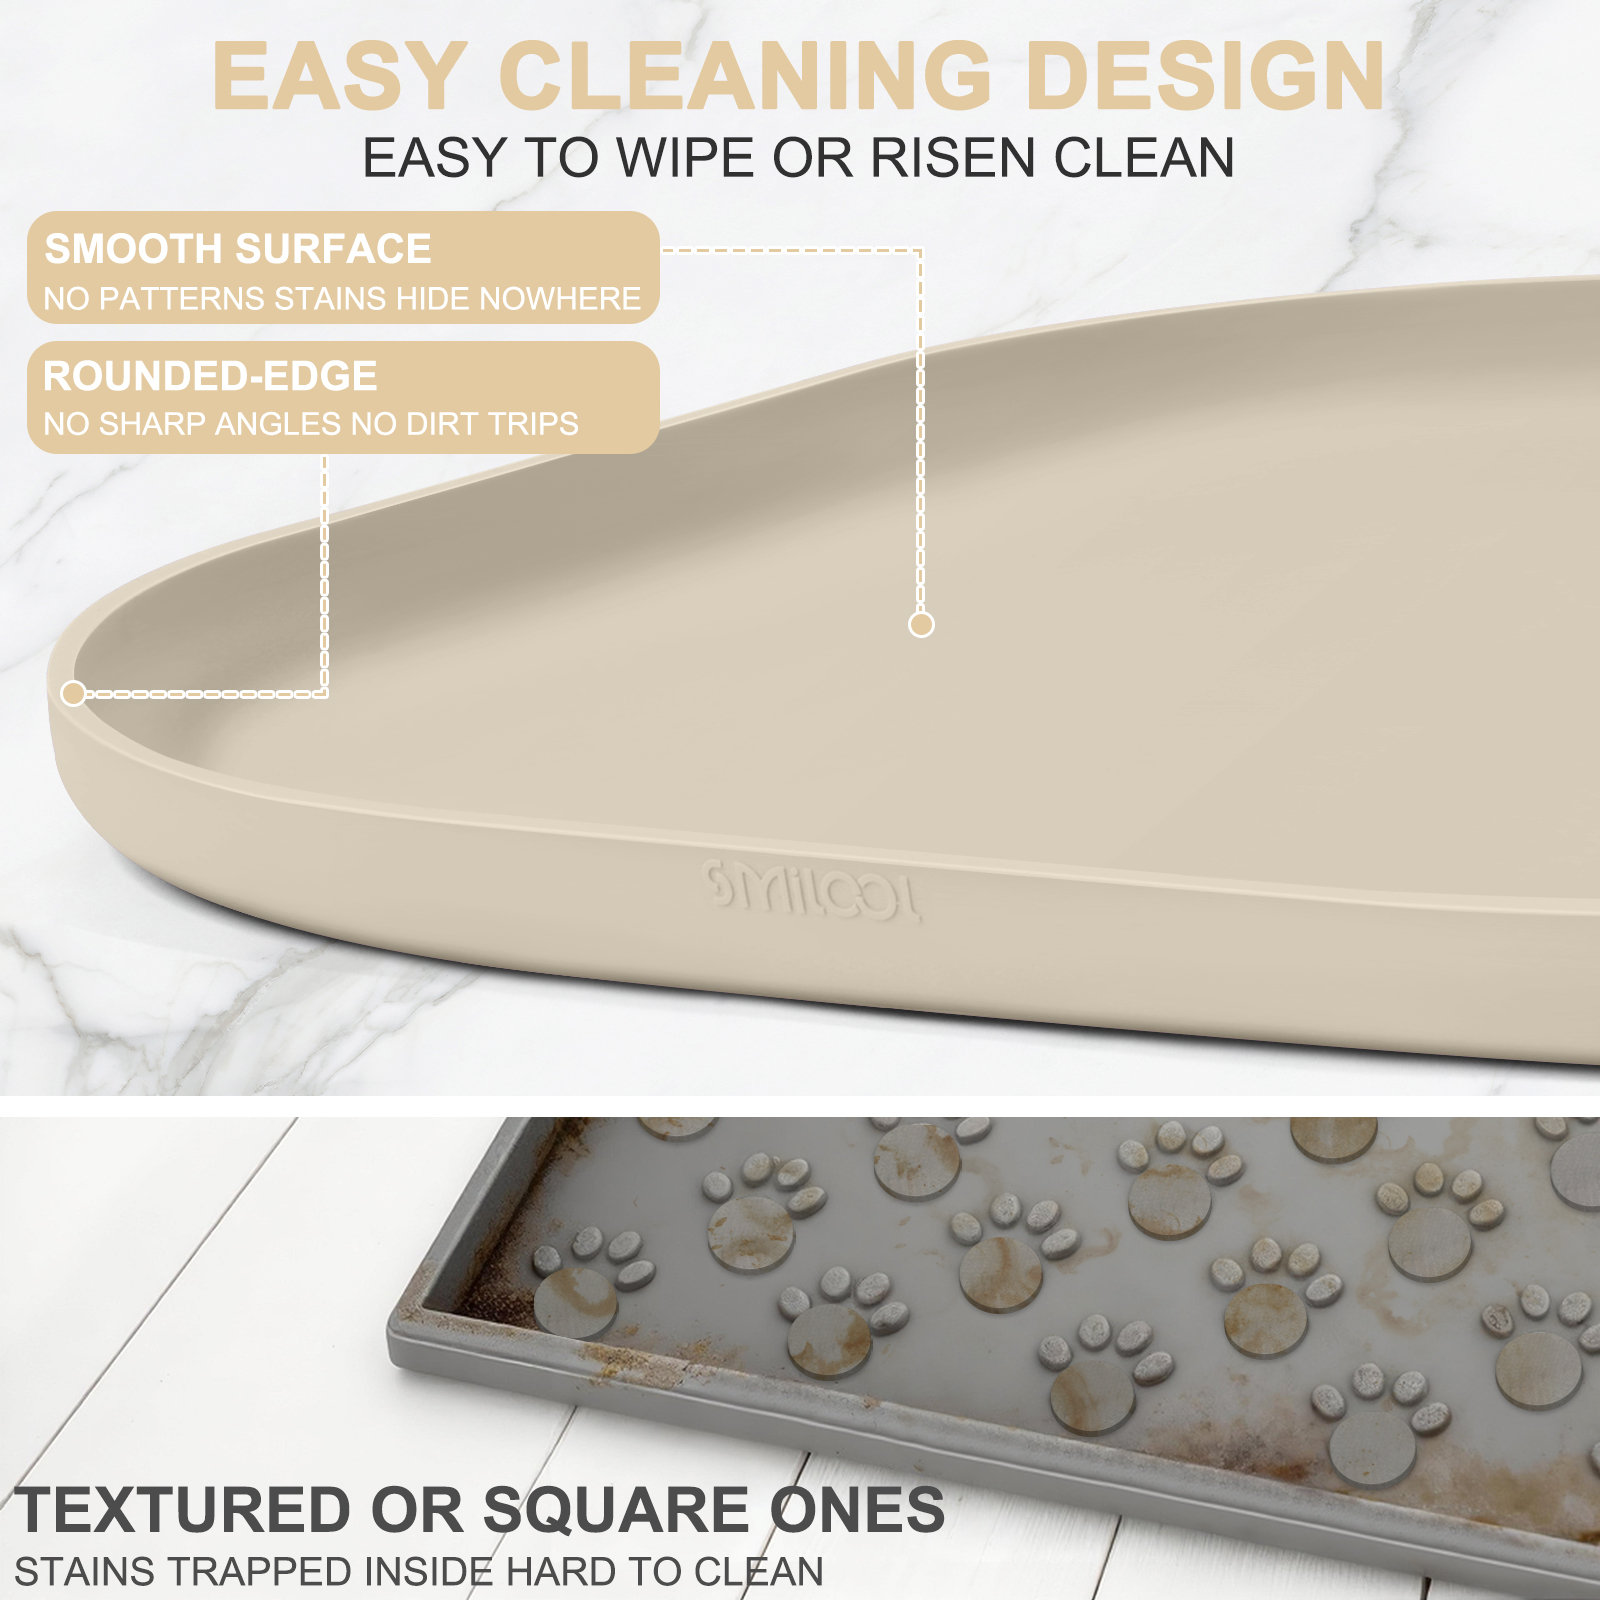 EASY CLEANING DESIGN
EASY TO WIPE OR RISEN CLEAN
SMOOTH SURFACE
NO PATTERNS STAINS HIDE NOWHERE
ROUNDED-EDGE
NO SHARP ANGLES NO DIRT TRIPS
SMILCOL
TEXTURED OR SQUARE ONES
STAINS TRAPPED INSIDE HARD TO CLEAN